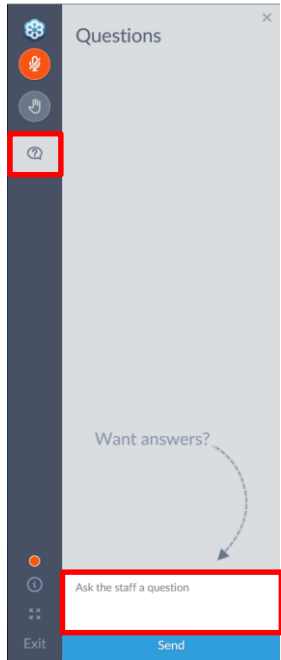 Questions
Want answers?
Ask the staff a question
Exit
Send